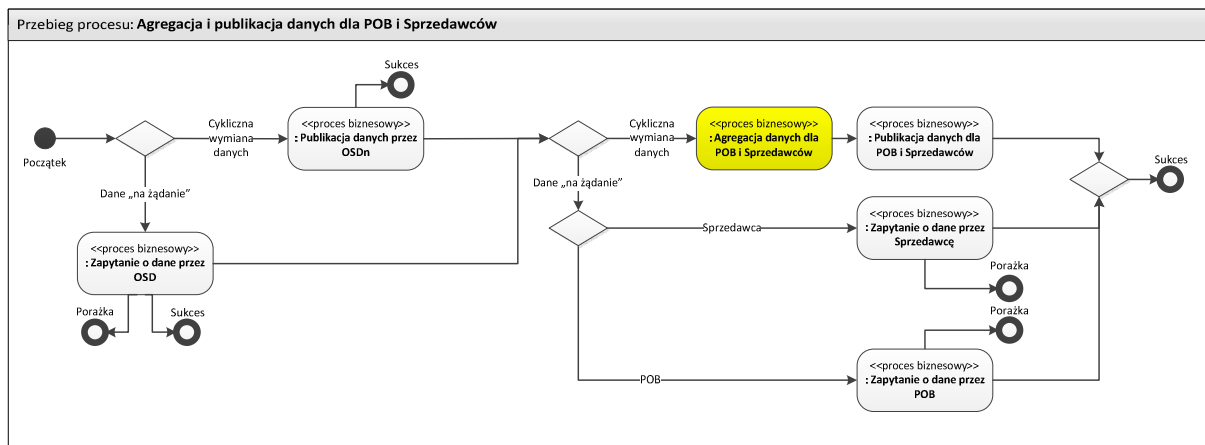 Przebieg procesu: Agregacja i publikacja danych dla POB i Sprzedawców
Sukces
<<proces biznesowy>>
: Publikacja danych przez
OSDn
Cykliczna
wymiana
danych
Początek
Dane „na żądanie”
<<proces biznesowy>>
: Zapytanie o dane przez
OSD
Porażka
Sukces
Cykliczna
wymiana
danych
<<proces biznesowy>>
: Agregacja danych dla
POB i Sprzedawców
<<proces biznesowy>>
: Publikacja danych dla
POB i Sprzedawców
Sukces
Dane „na żądanie”
Sprzedawca
<<proces biznesowy>>
: Zapytanie o dane przez
Sprzedawcę
Porażka
Porażka
POB
<<proces biznesowy>>
: Zapytanie o dane przez
POB